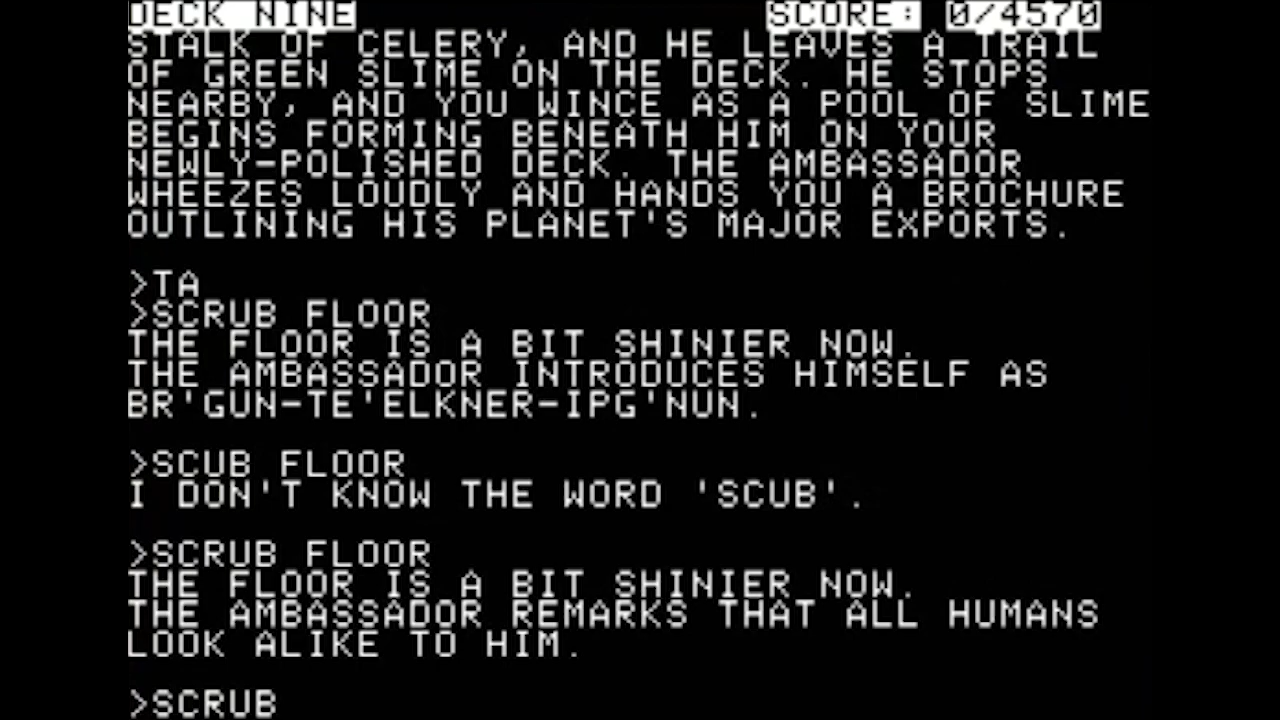 DECK NINE SCORE: 0/4570
STALK OF CELERY, AND HE LEAVES A TRAIL
OF GREEN SLIME ON THE DECK. HE STOPS
NEARBY, AND YOU WINCE AS A POOL OF SLIME
BEGINS FORMING BENEATH HIM ON YOUR
NEWLY-POLISHED DECK. THE AMBASSADOR
WHEEZES LOUDLY AND HANDS YOU A BROCHURE
OUTLINING HIS PLANET'S MAJOR EXPORTS.
>TA
>SCRUB FLOOR
THE FLOOR IS A BIT SHINIER NOW.
THE AMBASSADOR INTRODUCES HIMSELF AS
BR'GUN-TE'ELKNER-IPG'NUN.
>SCUB FLOOR
I DON'T KNOW THE WORD 'SCUB'.
>SCRUB FLOOR
THE FLOOR IS A BIT SHINIER NOW.
THE AMBASSADOR REMARKS THAT ALL HUMANS
LOOK ALIKE TO HIM.
>SCRUB